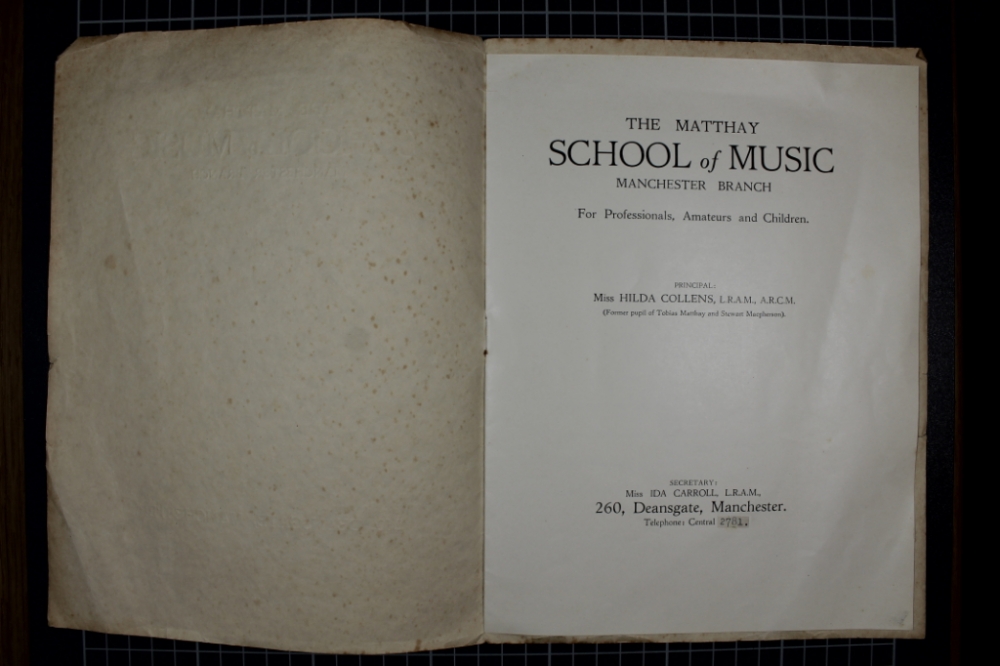 THE MATTHAY
SCHOOL of MUSIC
MANCHESTER BRANCH
For Professionals, Amateurs and Children.
PRINCIPAL:
Miss HILDA COLLENS, L.R.A.M., A.R.C.M.
(Former pupil of Tobias Matthay and Stewart Macpherson).
SECRETARY:
Miss IDA CARROLL, L.R.A.M.,
260, Deansgate, Manchester.
Telephone: Central